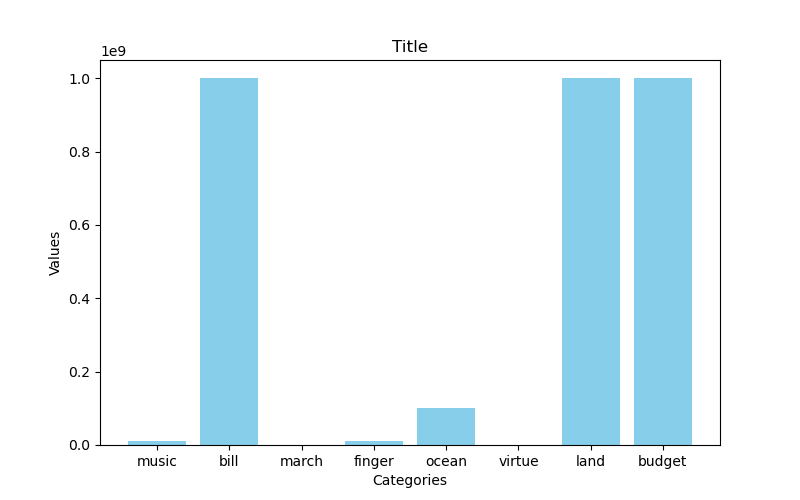 Title
1e9
1.0
0.8
0.6
0.4
0.2
0.0
Values
music bill march finger ocean virtue land budget
Categories